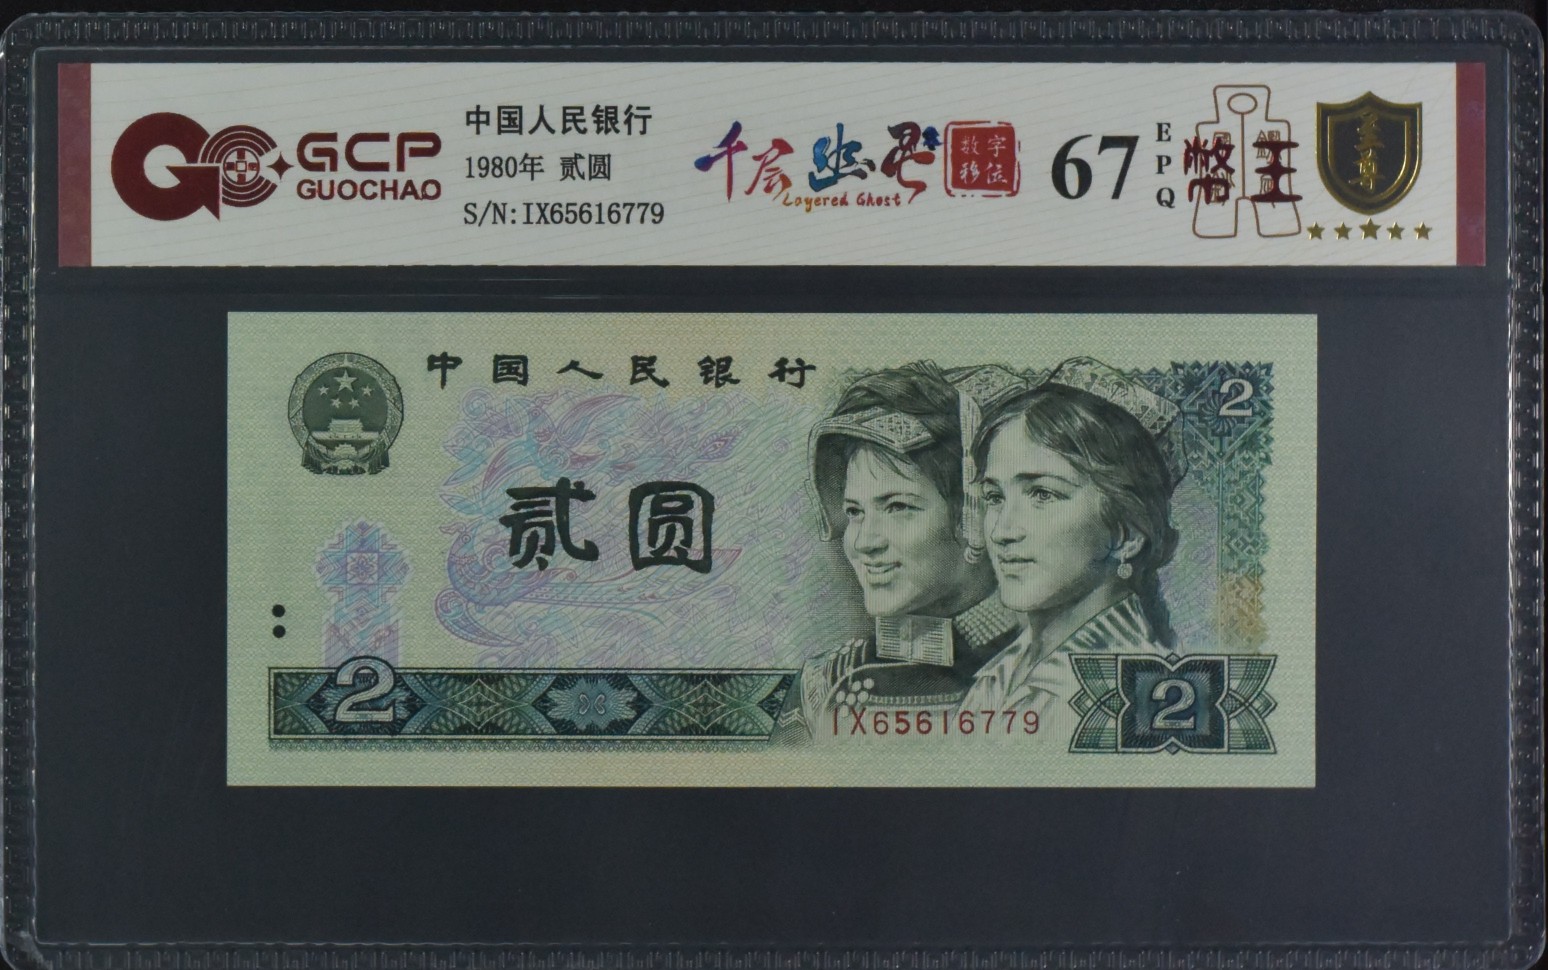 GCP
GUOCHAO
中国人民银行
1980年 贰圆
S/N:IX65616779
千层幽灵
Layered Ghost
数字
移位
67
EPQ
至尊
中国人民银行
2
贰圆
2
IX65616779
2